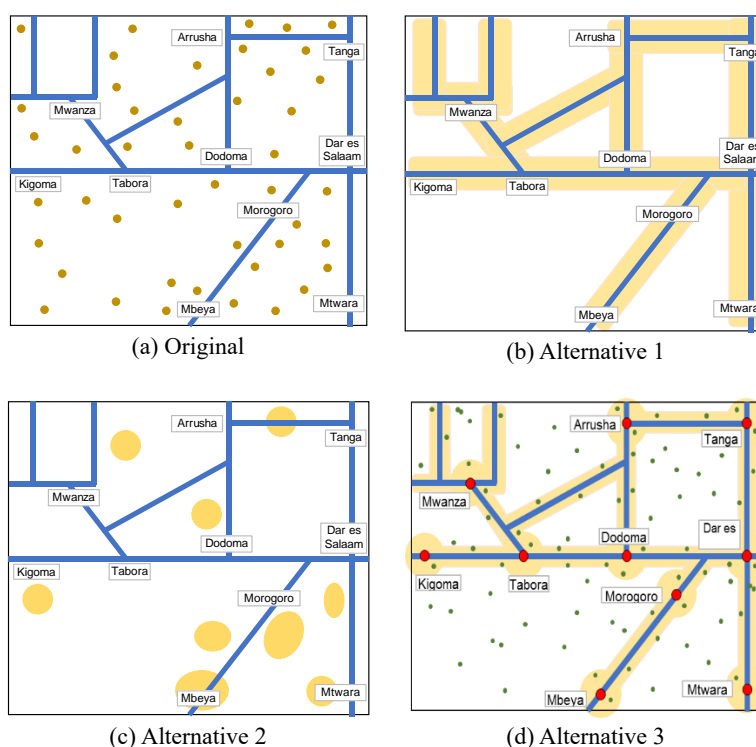 Arrusha
Tanga
Mwanza
Dar es
Salaam
Dodoma
Kigoma
Tabora
Morogoro
Mbeya
Mtwara
(a) Original
Arrusha
Tanga
Mwanza
Dar es
Salaam
Dodoma
Kigoma
Tabora
Morogoro
Mbeya
Mtwara
(b) Alternative 1
Arrusha
Tanga
Mwanza
Dar es
Salaam
Dodoma
Kigoma
Tabora
Morogoro
Mbeya
Mtwara
(c) Alternative 2
Arrusha
Tanga
Mwanza
Dar es
Dodoma
Kigoma
Tabora
Morogoro
Mbeya
Mtwara
(d) Alternative 3